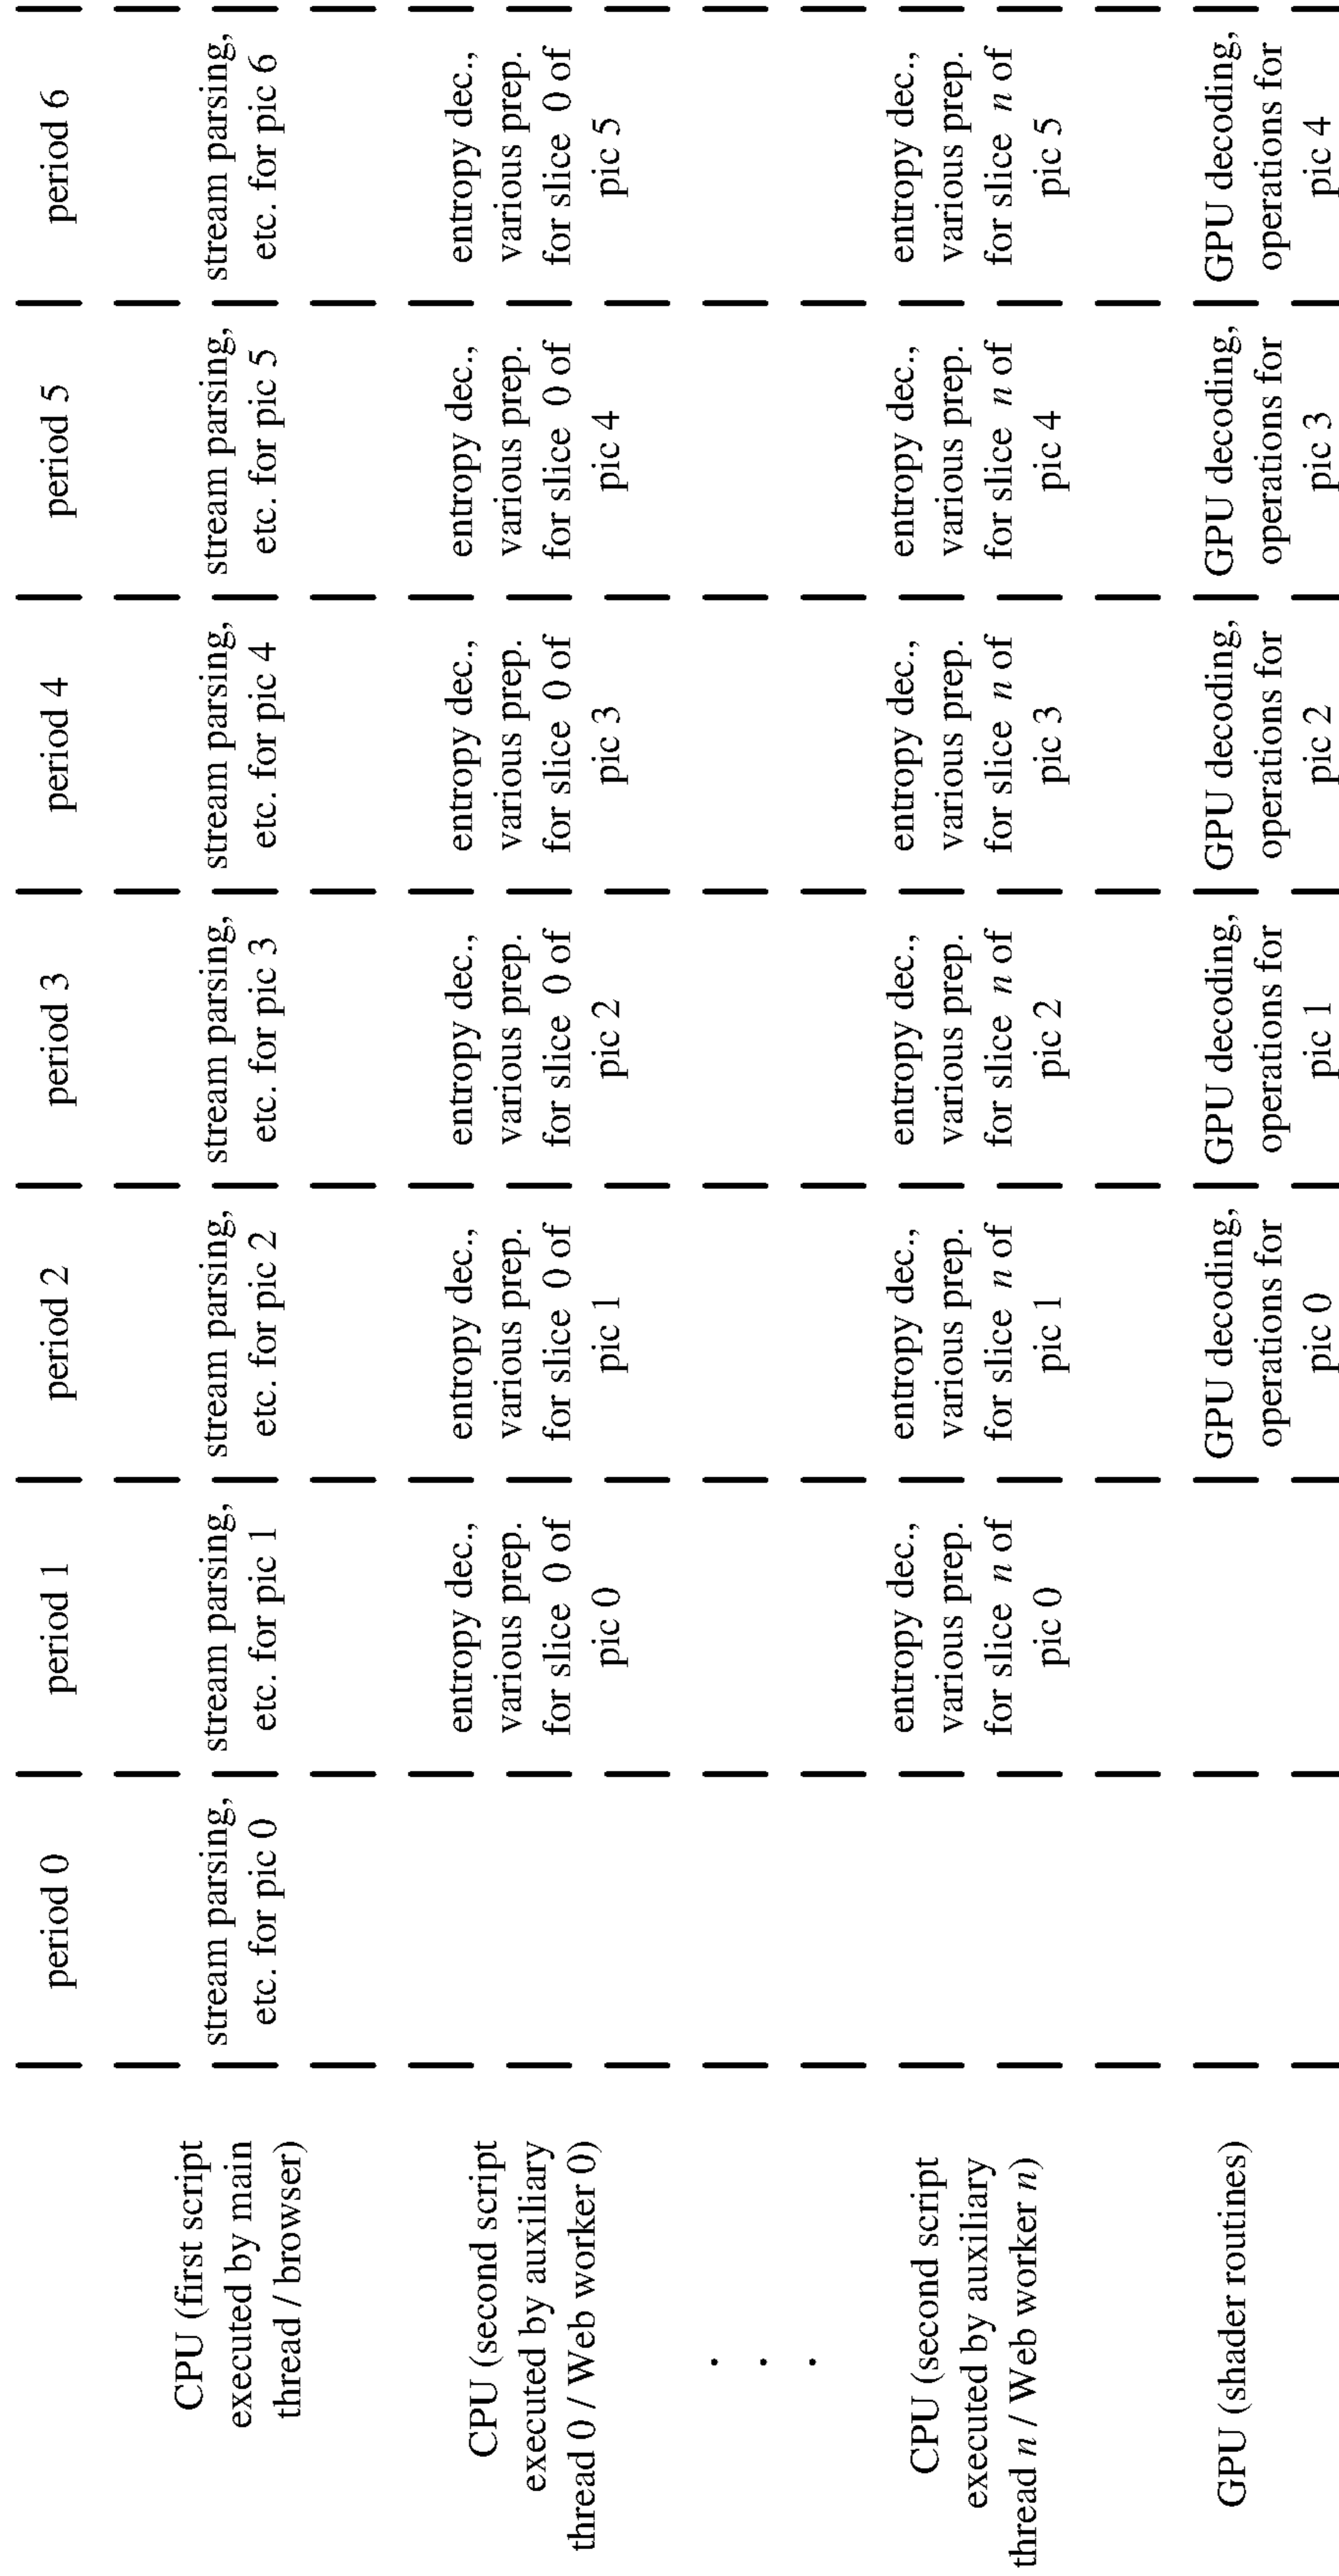 period 0
period 1
period 2
period 3
period 4
period 5
period 6
CPU (first script
executed by main
thread / browser)
stream parsing,
etc. for pic 0
stream parsing,
etc. for pic 1
stream parsing,
etc. for pic 2
stream parsing,
etc. for pic 3
stream parsing,
etc. for pic 4
stream parsing,
etc. for pic 5
stream parsing,
etc. for pic 6
CPU (second script
executed by auxiliary
thread 0 / Web worker 0)
entropy dec.,
various prep.
for slice 0 of
pic 0
entropy dec.,
various prep.
for slice 0 of
pic 1
entropy dec.,
various prep.
for slice 0 of
pic 2
entropy dec.,
various prep.
for slice 0 of
pic 3
entropy dec.,
various prep.
for slice 0 of
pic 4
entropy dec.,
various prep.
for slice 0 of
pic 5
. . .
CPU (second script
executed by auxiliary
thread n / Web worker n)
entropy dec.,
various prep.
for slice n of
pic 0
entropy dec.,
various prep.
for slice n of
pic 1
entropy dec.,
various prep.
for slice n of
pic 2
entropy dec.,
various prep.
for slice n of
pic 3
entropy dec.,
various prep.
for slice n of
pic 4
entropy dec.,
various prep.
for slice n of
pic 5
GPU (shader routines)
GPU decoding,
operations for
pic 0
GPU decoding,
operations for
pic 1
GPU decoding,
operations for
pic 2
GPU decoding,
operations for
pic 3
GPU decoding,
operations for
pic 4